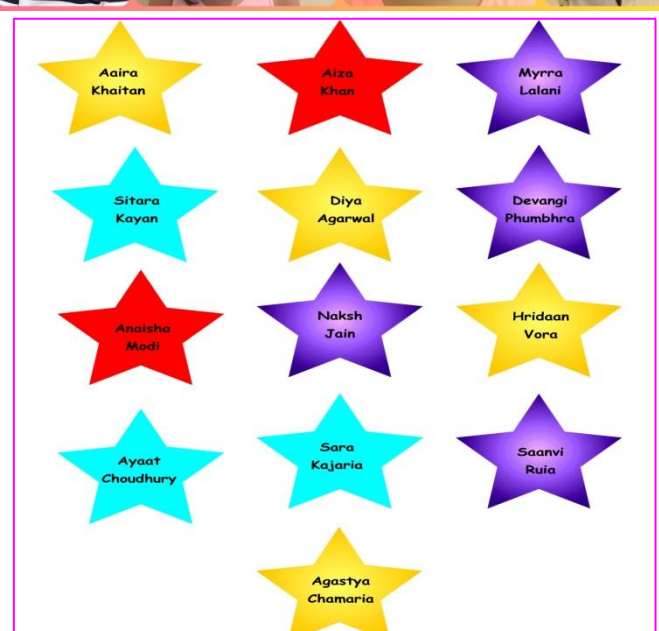 Aaira
Khaitan
Aiza
Khan
Myrra
Lalani
Sitara
Kayan
Diya
Agarwal
Devangi
Phumbhra
Anaisha
Modi
Naksh
Jain
Hridaan
Vora
Ayaat
Choudhury
Sara
Kajaria
Saanvi
Ruia
Agastya
Chamaria